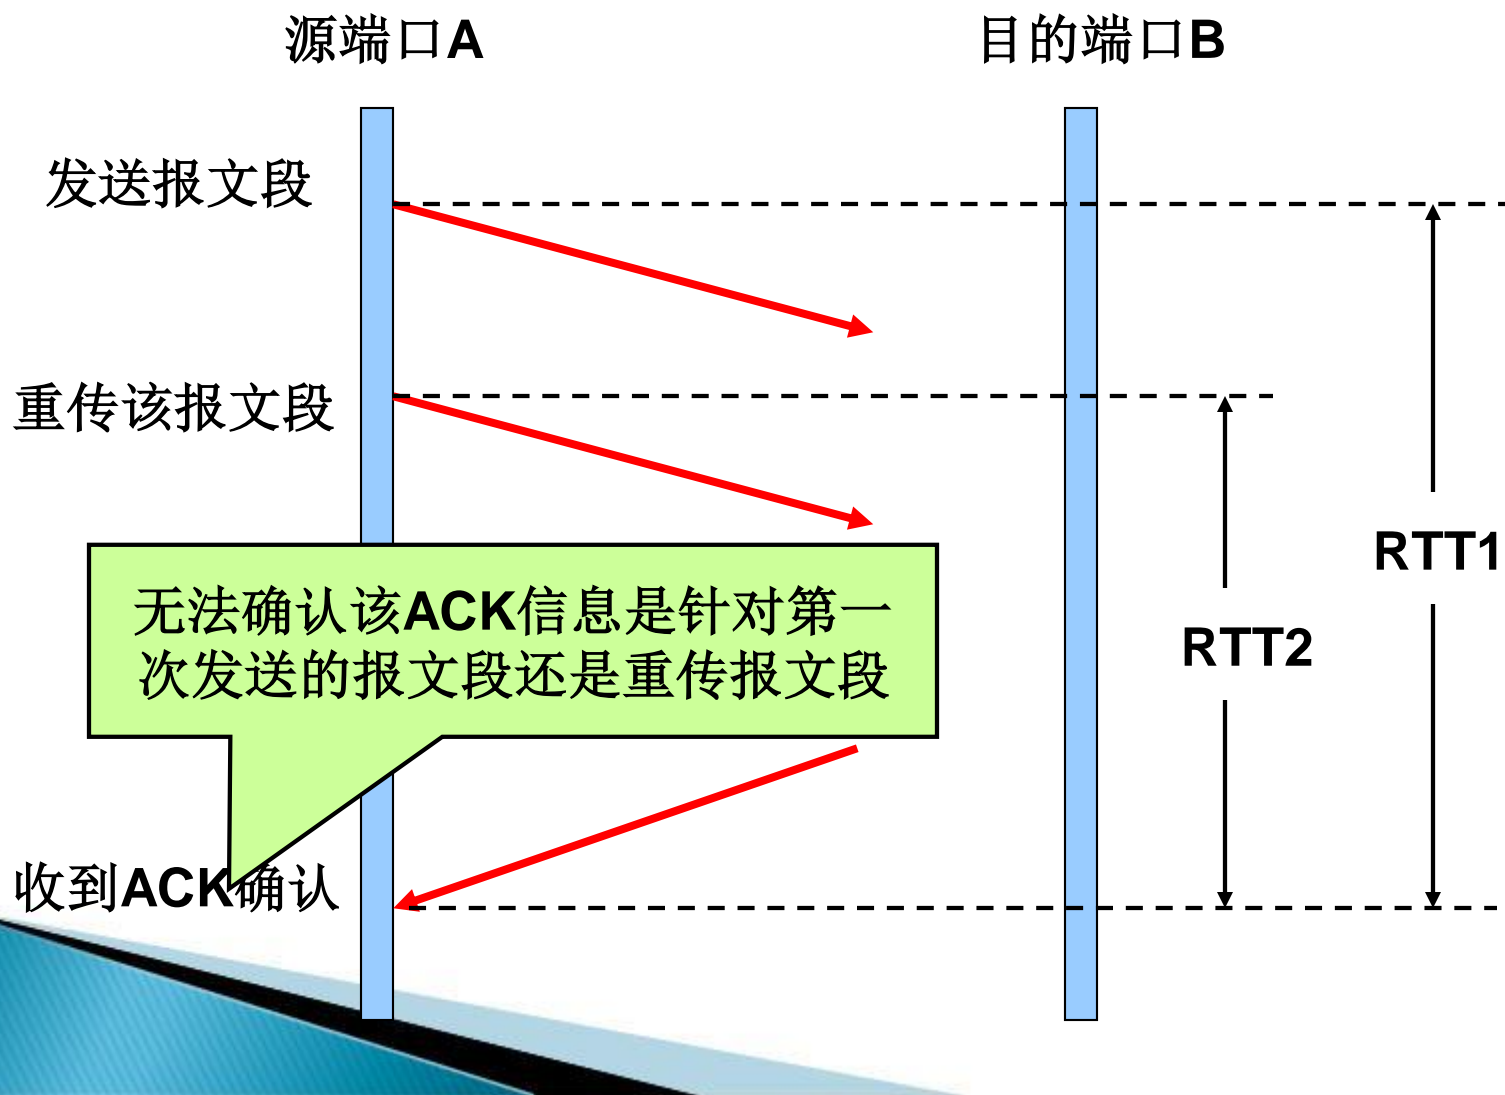 源端口A
目的端口B
发送报文段
重传该报文段
RTT1
无法确认该ACK信息是针对第一
次发送的报文段还是重传报文段
RTT2
收到ACK确认